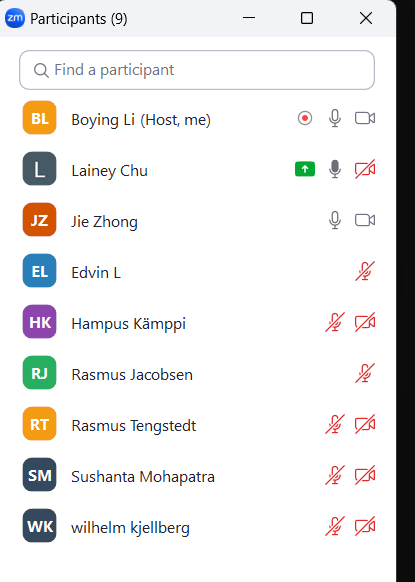 zm Participants (9)
Find a participant
BL Boying Li (Host, me)
L Lainey Chu
JZ Jie Zhong
EL Edvin L
HK Hampus Kämppi
RJ Rasmus Jacobsen
RT Rasmus Tengstedt
SM Sushanta Mohapatra
WK wilhelm kjellberg